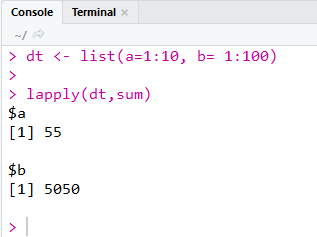 Console Terminal ×
~/
> dt <- list(a=1:10, b= 1:100)
>
> lapply(dt,sum)
$a
[1] 55

$b
[1] 5050

>